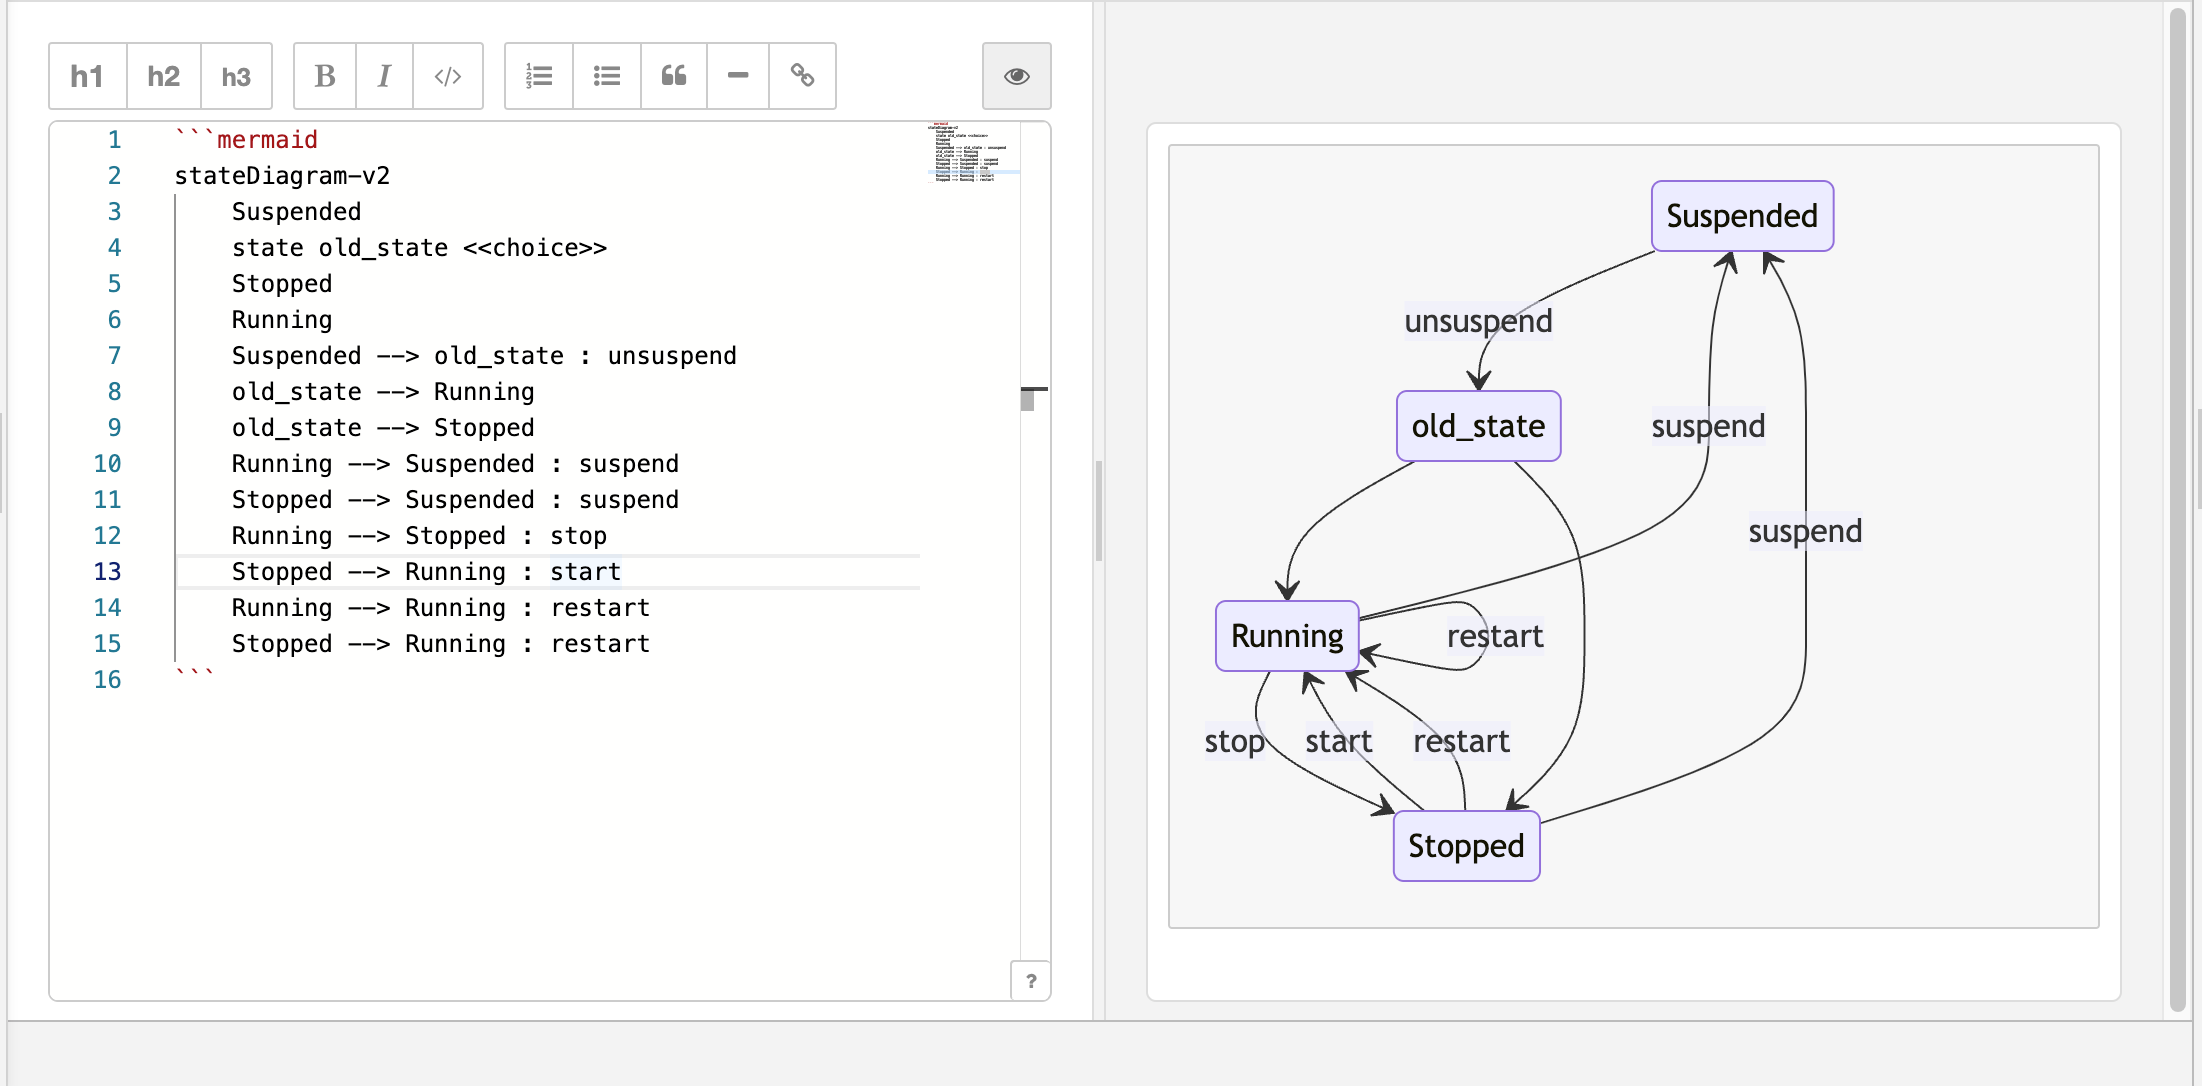 h1 h2 h3 B I </>
1 ```mermaid
2 stateDiagram-v2
3 Suspended
4 state old_state <<choice>>
5 Stopped
6 Running
7 Suspended --> old_state : unsuspend
8 old_state --> Running
9 old_state --> Stopped
10 Running --> Suspended : suspend
11 Stopped --> Suspended : suspend
12 Running --> Stopped : stop
13 Stopped --> Running : start
14 Running --> Running : restart
15 Stopped --> Running : restart
16 ```
?
Suspended
unsuspend
old_state
suspend
suspend
Running
restart
stop start restart
Stopped